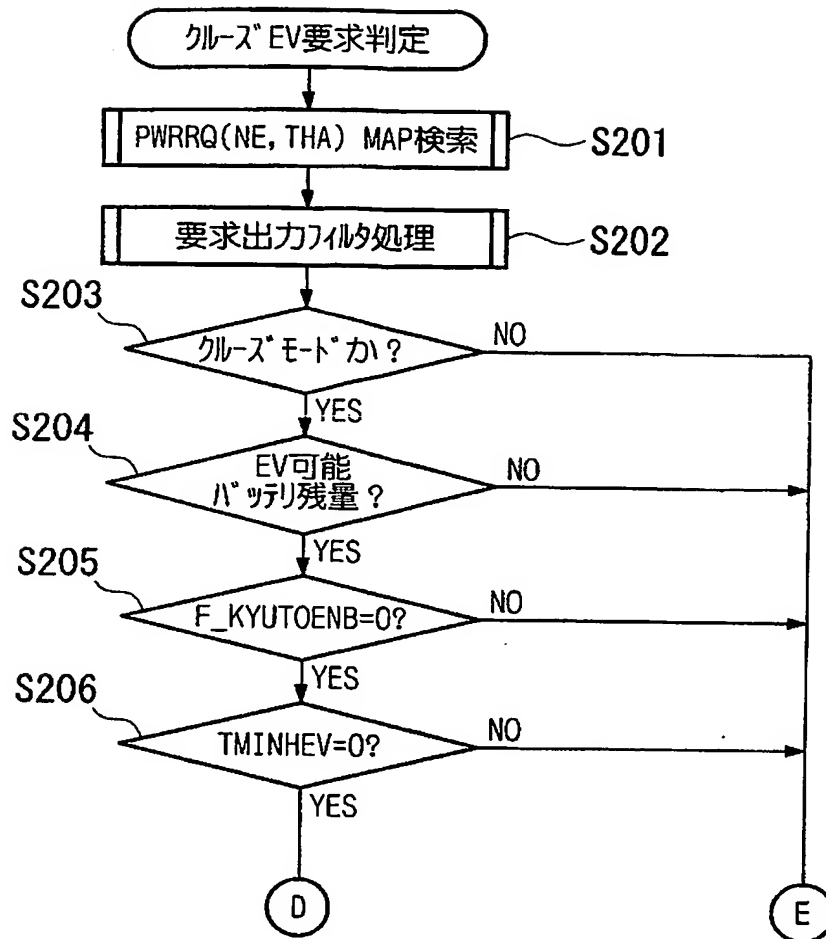 クルーズEV要求判定
PWRRQ(NE, THA) MAP検索
S201
要求出力フィルタ処理
S202
S203
クルーズモードか?
NO
YES
S204
EV可能
バッテリ残量?
NO
YES
S205
F_KYUTOENB=0?
NO
YES
S206
TMINHEV=0?
NO
YES
D
E